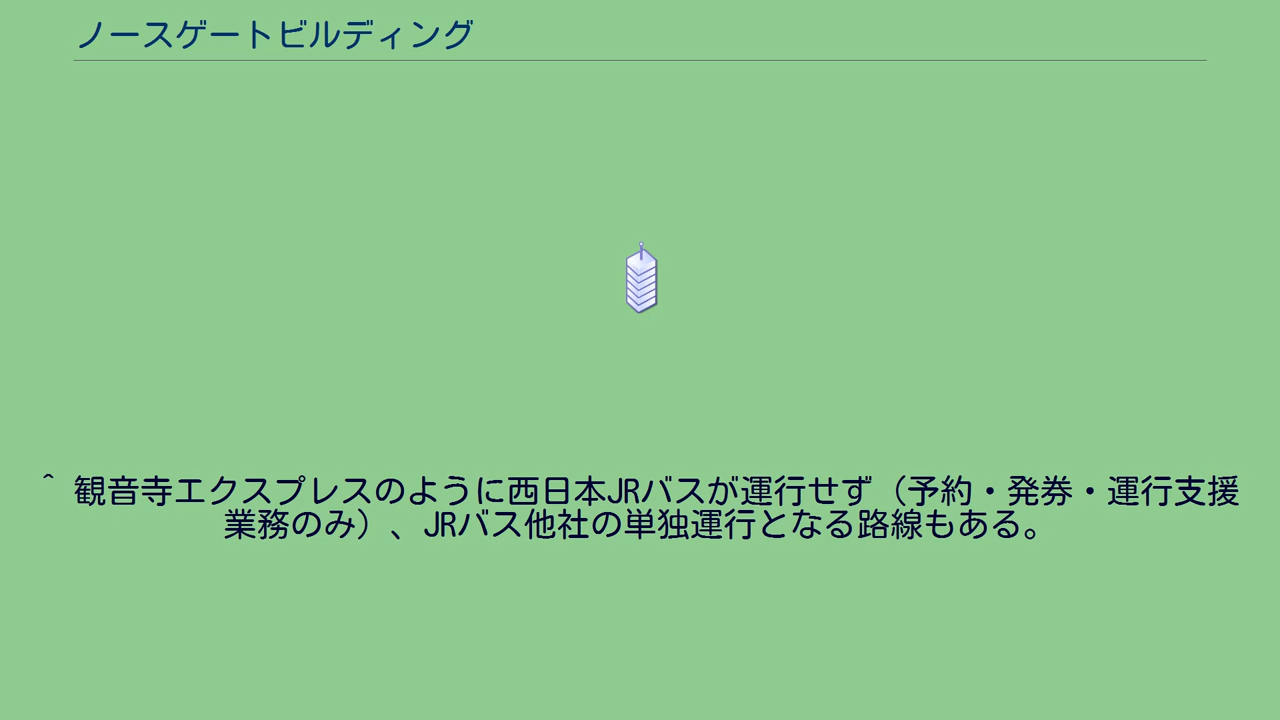 ノースゲートビルディング
^ 観音寺エクスプレスのように西日本JRバスが運行せず（予約・発券・運行支援
業務のみ）、JRバス他社の単独運行となる路線もある。